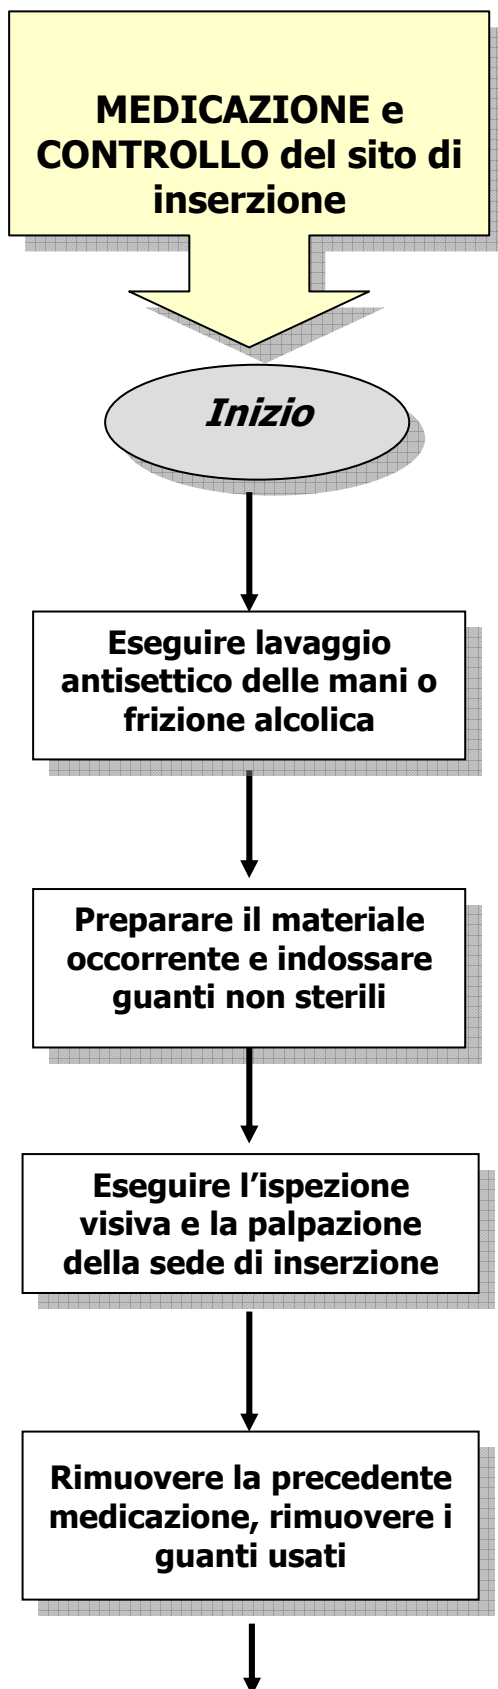 MEDICAZIONE e
CONTROLLO del sito di
inserzione
Inizio
Eseguire lavaggio
antisettico delle mani o
frizione alcolica
Preparare il materiale
occorrente e indossare
guanti non sterili
Eseguire l'ispezione
visiva e la palpazione
della sede di inserzione
Rimuovere la precedente
medicazione, rimuovere i
guanti usati